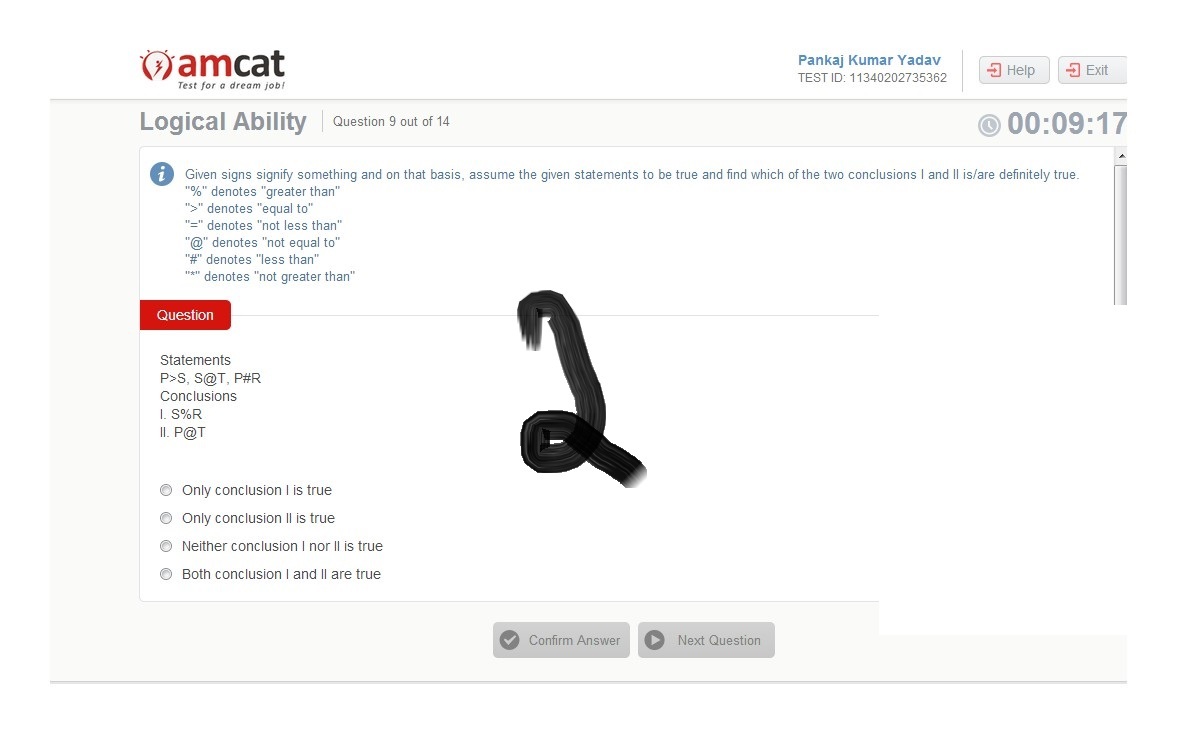 amcat
Test for a dream job!
Pankaj Kumar Yadav
TEST ID: 11340202735362
Help
Exit
Logical Ability
Question 9 out of 14
00:09:17
Given signs signify something and on that basis, assume the given statements to be true and find which of the two conclusions I and II is/are definitely true.
"%" denotes "greater than"
">" denotes "equal to"
"=" denotes "not less than"
"@" denotes "not equal to"
"#" denotes "less than"
"*" denotes "not greater than"
Question
Statements
P>S, S@T, P#R
Conclusions
I. S%R
II. P@T
2
Only conclusion I is true
Only conclusion II is true
Neither conclusion I nor II is true
Both conclusion I and II are true
Confirm Answer
Next Question